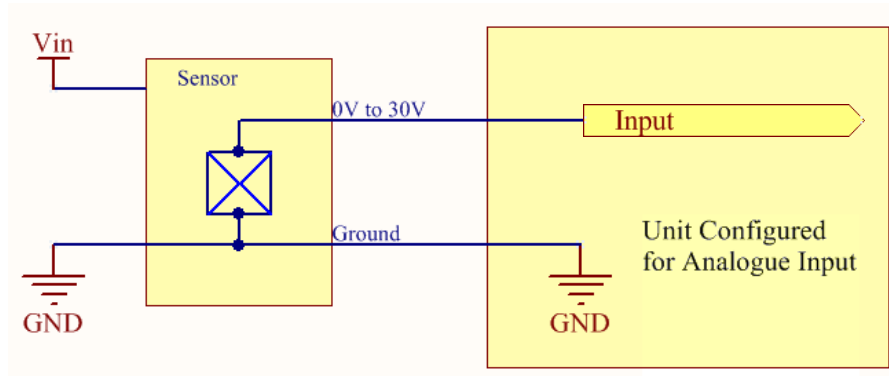 Vin
Sensor
0V to 30V
Input
Ground
Unit Configured
for Analogue Input
GND
GND